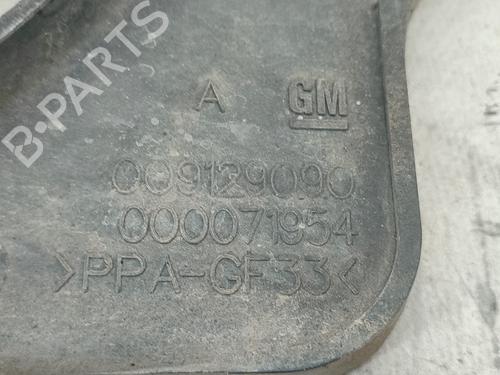 A GM
009129090
000071954
>PPA-GF33<
B-PARTS